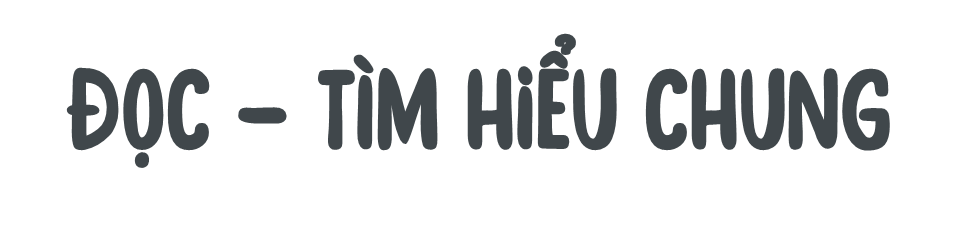 ĐỌC – TÌM HiỂU CHUNG